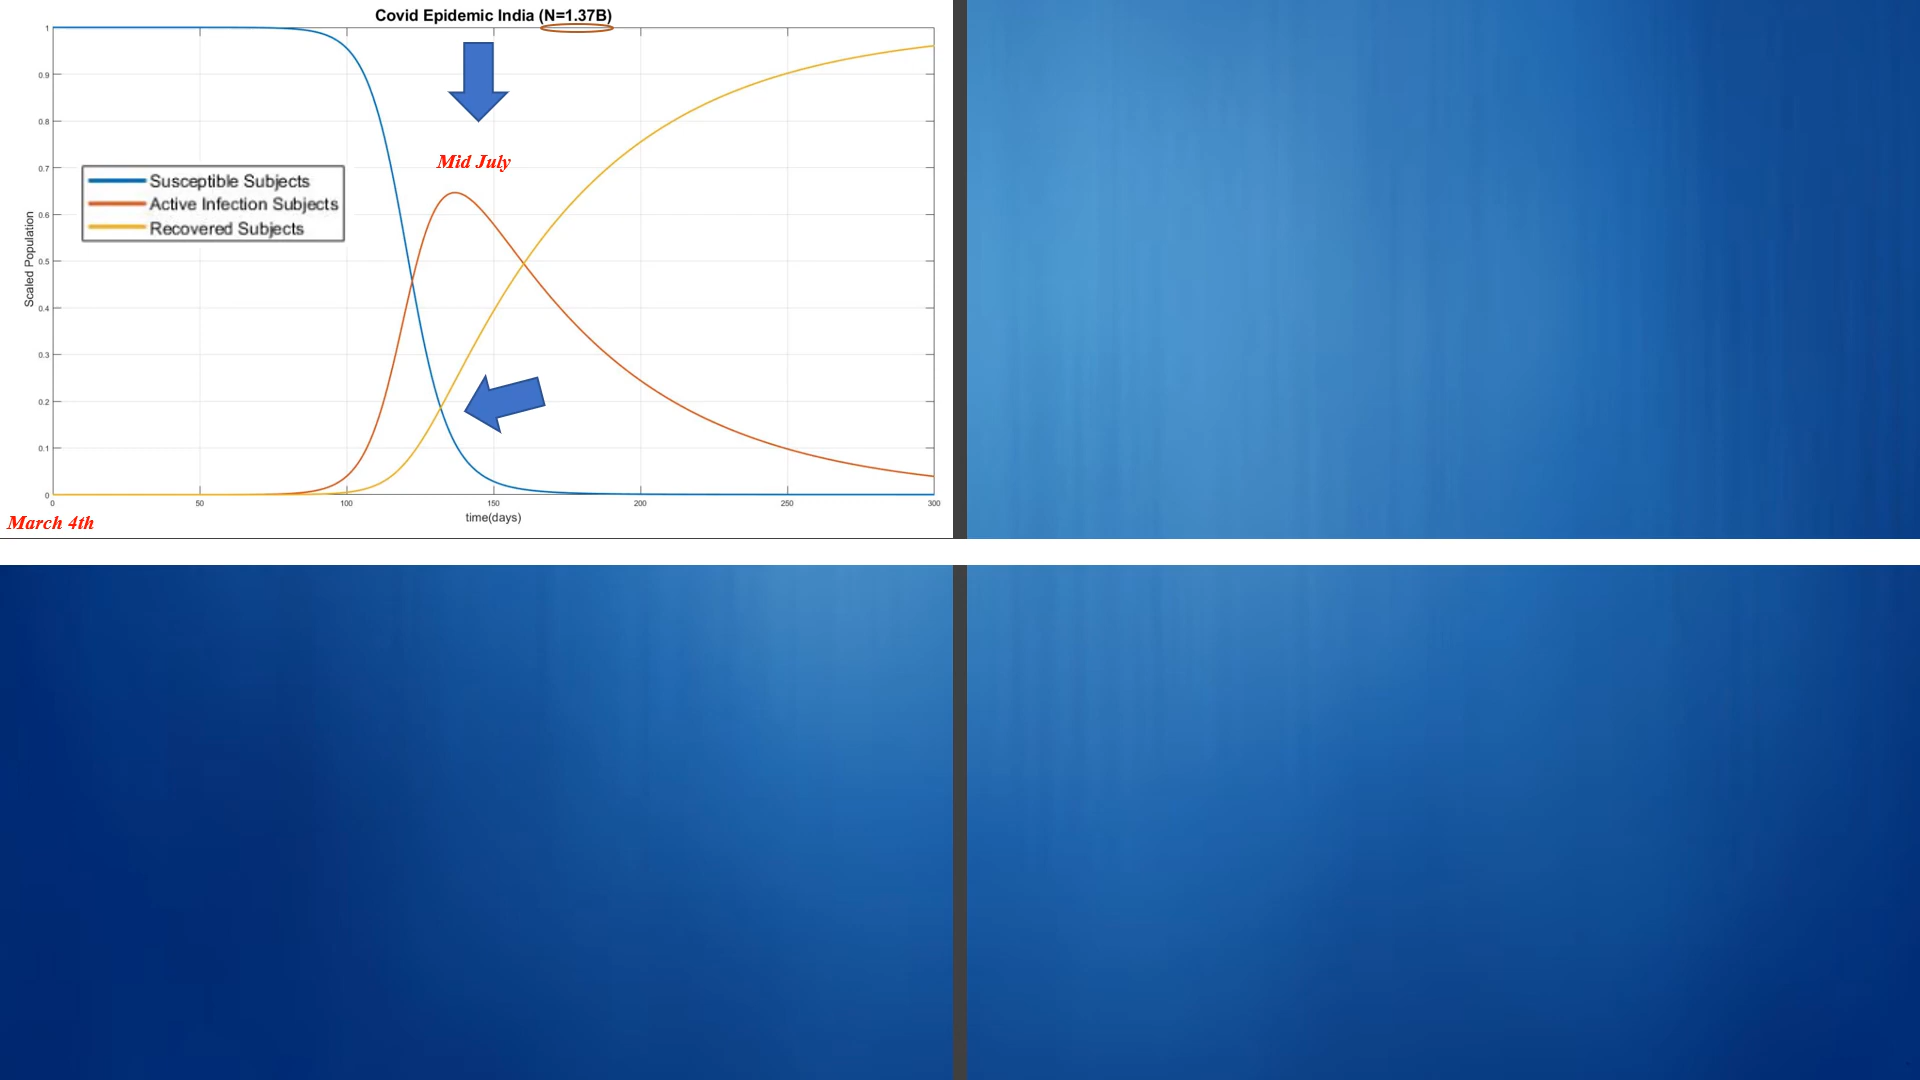 Covid Epidemic India (N=1.37B)
1
0.9
0.8
Mid July
0.7
Susceptible Subjects
Active Infection Subjects
Recovered Subjects
0.6
Scaled Population
0.5
0.4
0.3
0.2
0.1
0
0 50 100 150 200 250 300
time(days)
March 4th